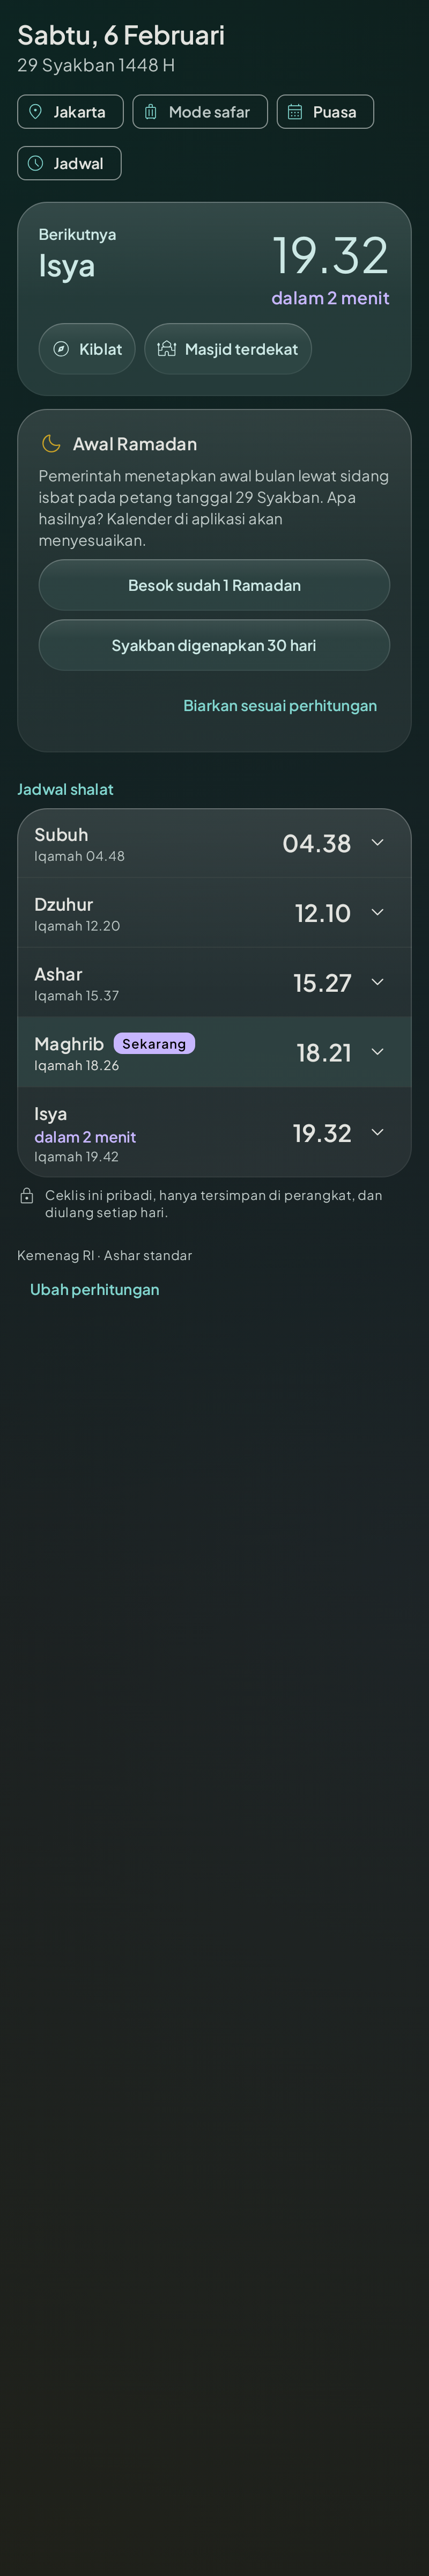 Sabtu, 6 Februari
29 Syakban 1448 H
Jakarta
Mode safar
Puasa
Jadwal
Berikutnya
Isya
19.32
dalam 2 menit
Kiblat
Masjid terdekat
Awal Ramadan
Pemerintah menetapkan awal bulan lewat sidang
isbat pada petang tanggal 29 Syakban. Apa
hasilnya? Kalender di aplikasi akan
menyesuaikan.
Besok sudah 1 Ramadan
Syakban digenapkan 30 hari
Biarkan sesuai perhitungan
Jadwal shalat
Subuh
Iqamah 04.48
04.38
Dzuhur
Iqamah 12.20
12.10
Ashar
Iqamah 15.37
15.27
Maghrib
Sekarang
Iqamah 18.26
18.21
Isya
dalam 2 menit
Iqamah 19.42
19.32
Ceklis ini pribadi, hanya tersimpan di perangkat, dan
diulang setiap hari.
Kemenag RI · Ashar standar
Ubah perhitungan